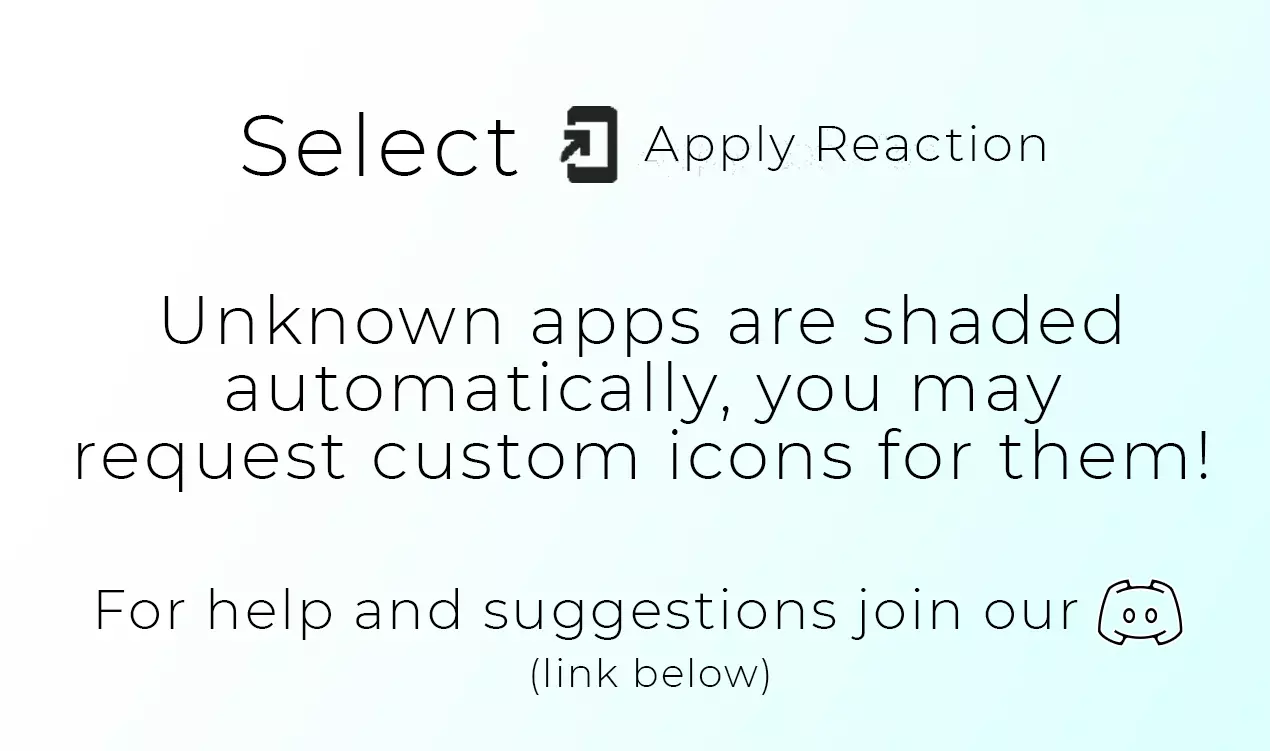 Select Apply Reaction
Unknown apps are shaded
automatically, you may
request custom icons for them!
For help and suggestions join our
(link below)